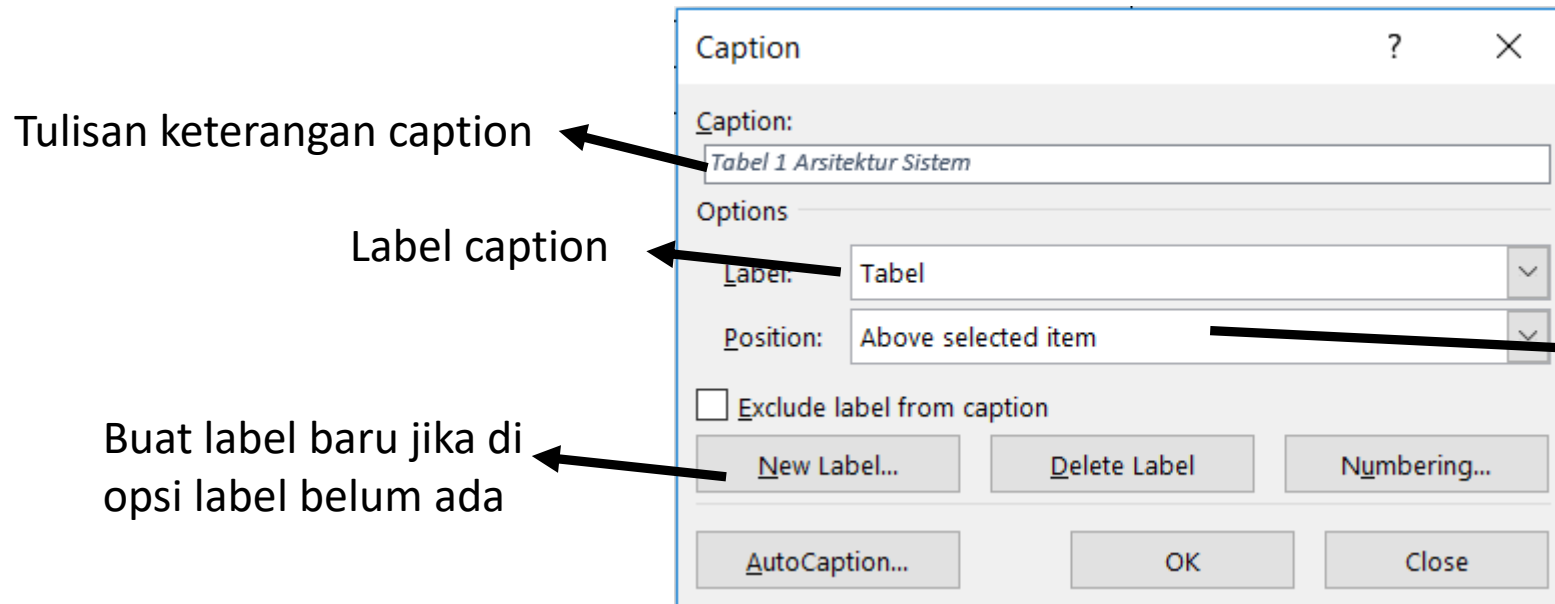 Caption ?
Tulisan keterangan caption
Caption:
Tabel 1 Arsitektur Sistem
Options
Label caption
Label: Tabel
Position: Above selected item
Exclude label from caption
Buat label baru jika di
opsi label belum ada
New Label... Delete Label Numbering...
AutoCaption... OK Close